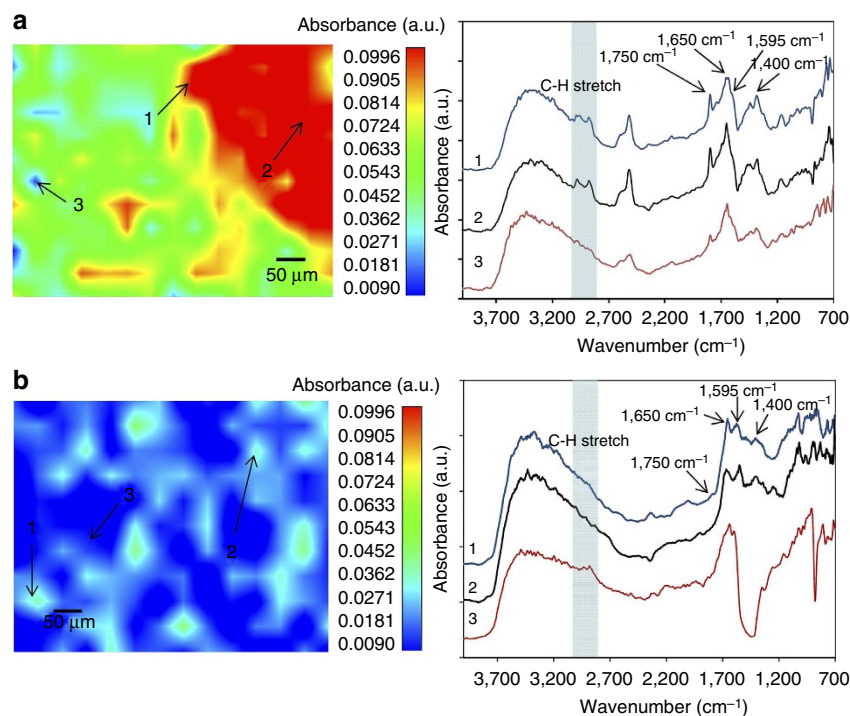 a
Absorbance (a.u.)
0.0996
0.0905
0.0814
0.0724
0.0633
0.0543
0.0452
0.0362
0.0271
0.0181
0.0090
1
2
3
50 μm
Absorbance (a.u.)
1,650 cm⁻¹
1,750 cm⁻¹
1,595 cm⁻¹
1,400 cm⁻¹
C-H stretch
1
2
3
3,700 3,200 2,700 2,200 1,700 1,200 700
Wavenumber (cm⁻¹)
b
Absorbance (a.u.)
0.0996
0.0905
0.0814
0.0724
0.0633
0.0543
0.0452
0.0362
0.0271
0.0181
0.0090
1
3
2
50 μm
Absorbance (a.u.)
1,595 cm⁻¹
1,650 cm⁻¹
1,400 cm⁻¹
C-H stretch
1,750 cm⁻¹
1
2
3
3,700 3,200 2,700 2,200 1,700 1,200 700
Wavenumber (cm⁻¹)